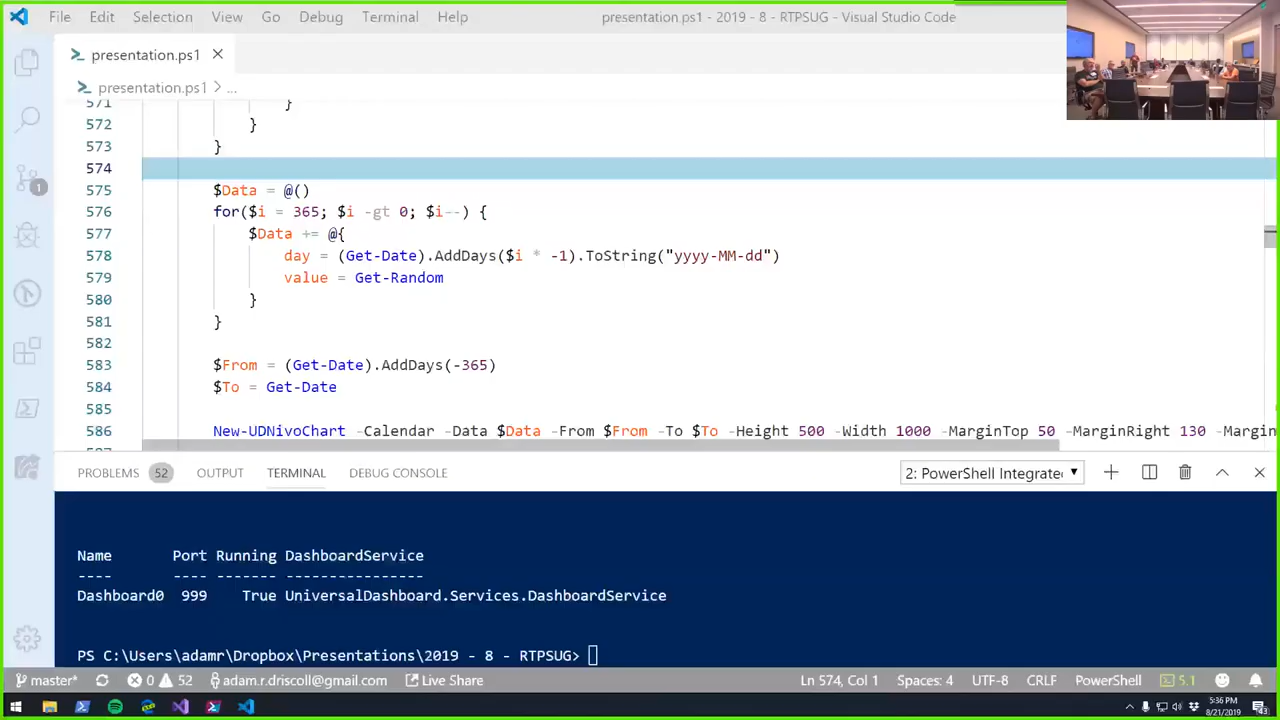 File Edit Selection View Go Debug Terminal Help presentation.ps1 - 2019 - 8 - RTPSUG - Visual Studio Code
presentation.ps1
presentation.ps1 > ...
571 }
572 }
573 }
574
575 $Data = @()
576 for($i = 365; $i -gt 0; $i--) {
577 $Data += @{
578 day = (Get-Date).AddDays($i * -1).ToString("yyyy-MM-dd")
579 value = Get-Random
580 }
581 }
582
583 $From = (Get-Date).AddDays(-365)
584 $To = Get-Date
585
586 New-UDNivoChart -Calendar -Data $Data -From $From -To $To -Height 500 -Width 1000 -MarginTop 50 -MarginRight 130 -Margin
1
PROBLEMS 52 OUTPUT TERMINAL DEBUG CONSOLE 2: PowerShell Integrate
Name Port Running DashboardService
---- ---- ------- ----------------
Dashboard0 999 True UniversalDashboard.Services.DashboardService
PS C:\Users\adamr\Dropbox\Presentations\2019 - 8 - RTPSUG>
master* 0 52 adam.r.driscoll@gmail.com Live Share Ln 574, Col 1 Spaces: 4 UTF-8 CRLF PowerShell 5.1
5:36 PM
8/21/2019
43